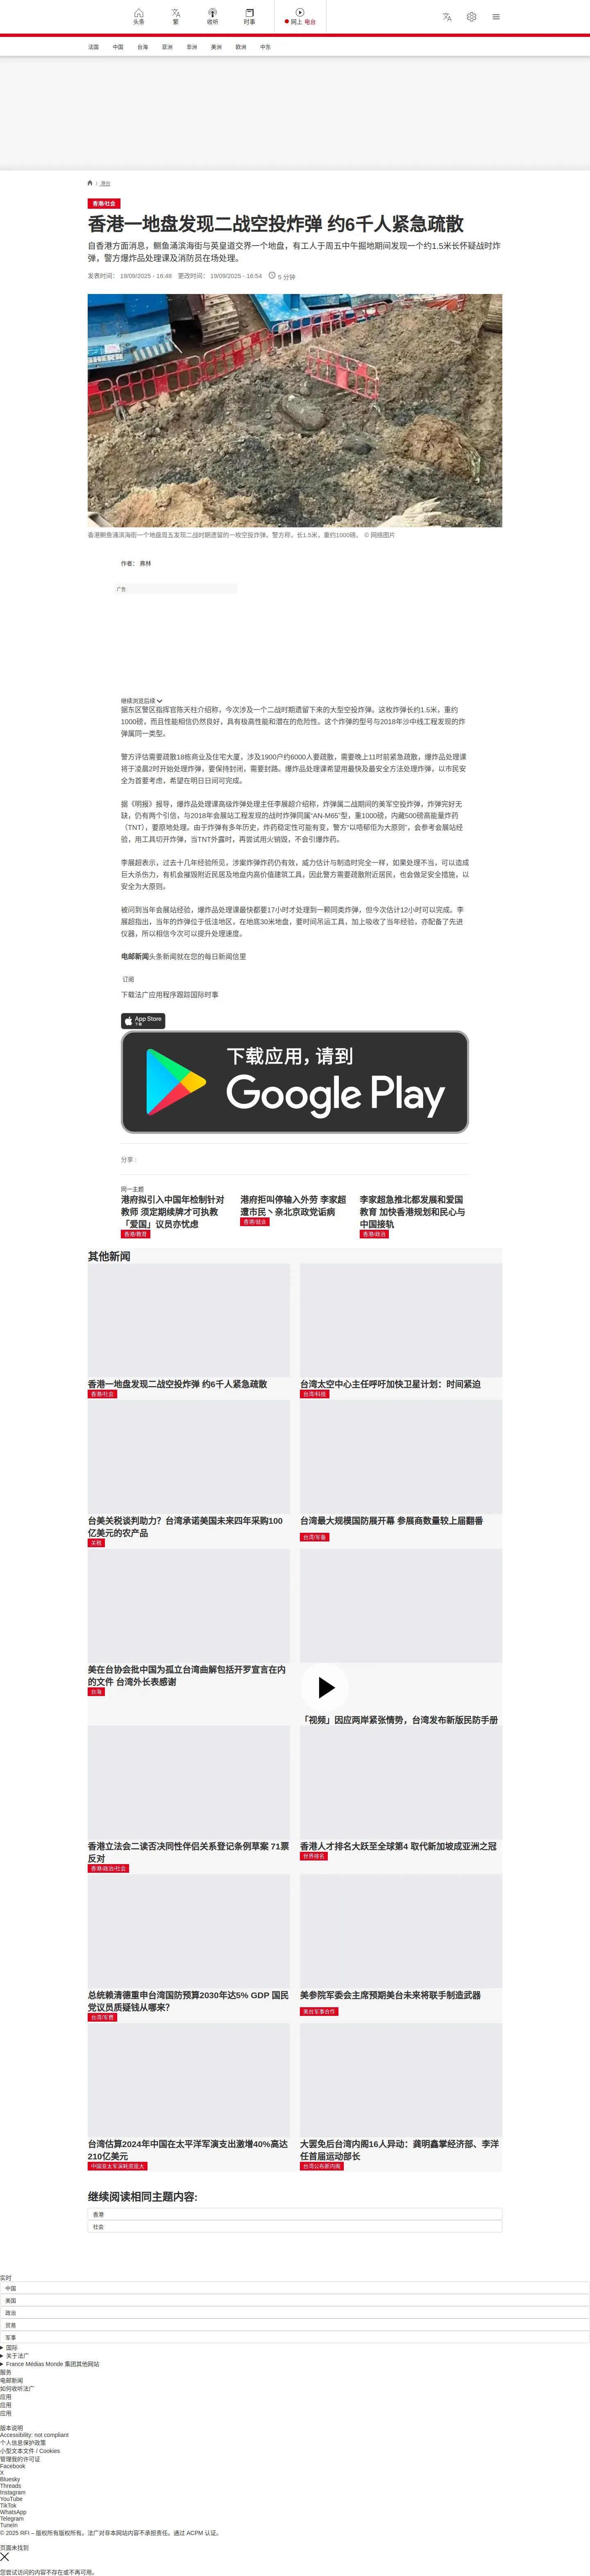 头条
繁
收听
时事
网上 电台
法国 中国 台海 亚洲 非洲 美洲 欧洲 中东
/ 港台
香港/社会
香港一地盘发现二战空投炸弹 约6千人紧急疏散
自香港方面消息，鲗鱼涌滨海街与英皇道交界一个地盘，有工人于周五中午掘地期间发现一个约1.5米长怀疑战时炸
弹，警方爆炸品处理课及消防员在场处理。
发表时间： 19/09/2025 - 16:48 更改时间： 19/09/2025 - 16:54 5 分钟
香港鲗鱼涌滨海街一个地盘周五发现二战时期遗留的一枚空投炸弹。警方称，长1.5米，重约1000磅。 © 网络图片
作者： 弗林
广告
继续浏览后续
据东区警区指挥官陈天柱介绍称，今次涉及一个二战时期遗留下来的大型空投炸弹。这枚炸弹长约1.5米，重约
1000磅，而且性能相信仍然良好，具有极高性能和潜在的危险性。这个炸弹的型号与2018年沙中线工程发现的炸
弹属同一类型。
警方评估需要疏散18栋商业及住宅大厦，涉及1900户约6000人要疏散，需要晚上11时前紧急疏散，爆炸品处理课
将于凌晨2时开始处理炸弹，要保持封闭，需要封路。爆炸品处理课希望用最快及最安全方法处理炸弹，以市民安
全为首要考虑，希望在明日日间可完成。
据《明报》报导，爆炸品处理课高级炸弹处理主任李展超介绍称，炸弹属二战期间的美军空投炸弹，炸弹完好无
缺，仍有两个引信，与2018年会展站工程发现的战时炸弹同属“AN-M65”型，重1000磅，内藏500磅高能量炸药
（TNT），要原地处理。由于炸弹有多年历史，炸药稳定性可能有变，警方“以唔郁佢为大原则”，会参考会展站经
验，用工具切开炸弹，当TNT外露时，再尝试用火销毁，不会引爆炸药。
李展超表示，过去十几年经验所见，涉案炸弹炸药仍有效，威力估计与制造时完全一样，如果处理不当，可以造成
巨大杀伤力，有机会摧毁附近民居及地盘内高价值建筑工具，因此警方需要疏散附近居民，也会做足安全措施，以
安全为大原则。
被问到当年会展站经验，爆炸品处理课最快都要17小时才处理到一颗同类炸弹，但今次估计12小时可以完成。李
展超指出，当年的炸弹位于低洼地区，在地底30米地盘，要时间吊运工具，加上吸收了当年经验，亦配备了先进
仪器，所以相信今次可以提升处理速度。
电邮新闻头条新闻就在您的每日新闻信里
订阅
下载法广应用程序跟踪国际时事
App Store
下载
下载应用，请到
Google Play
分享 :
同一主题
港府拟引入中国年检制针对
教师 须定期续牌才可执教
「爱国」议员亦忧虑
香港/教育
港府拒叫停输入外劳 李家超
遭市民丶亲北京政党诟病
香港/就业
李家超急推北都发展和爱国
教育 加快香港规划和民心与
中国接轨
香港/政治
其他新闻
香港一地盘发现二战空投炸弹 约6千人紧急疏散
香港/社会
台湾太空中心主任呼吁加快卫星计划：时间紧迫
台湾/科技
台美关税谈判助力？台湾承诺美国未来四年采购100
亿美元的农产品
关税
台湾最大规模国防展开幕 参展商数量较上届翻番
台湾/军备
美在台协会批中国为孤立台湾曲解包括开罗宣言在内
的文件 台湾外长表感谢
台海
「视频」因应两岸紧张情势，台湾发布新版民防手册
香港立法会二读否决同性伴侣关系登记条例草案 71票
反对
香港/政治/社会
香港人才排名大跃至全球第4 取代新加坡成亚洲之冠
世界排名
总统赖清德重申台湾国防预算2030年达5% GDP 国民
党议员质疑钱从哪来？
台湾/军费
美参院军委会主席预期美台未来将联手制造武器
美台军事合作
台湾估算2024年中国在太平洋军演支出激增40%高达
210亿美元
中国亚太军演耗资庞大
大罢免后台湾内阁16人异动：龚明鑫掌经济部、李洋
任首届运动部长
台湾公布新内阁
继续阅读相同主题内容:
香港
社会
实时
中国
美国
政治
贸易
军事
国际
关于法广
France Médias Monde 集团其他网站
服务
电邮新闻
如何收听法广
应用
应用
应用
版本说明
Accessibility: not compliant
个人信息保护政策
小型文本文件 / Cookies
管理我的许可证
Facebook
X
Bluesky
Threads
Instagram
YouTube
TikTok
WhatsApp
Telegram
TuneIn
© 2025 RFI – 版权所有版权所有。法广对非本网站内容不承担责任。通过 ACPM 认证。
页面未找到
您尝试访问的内容不存在或不再可用。